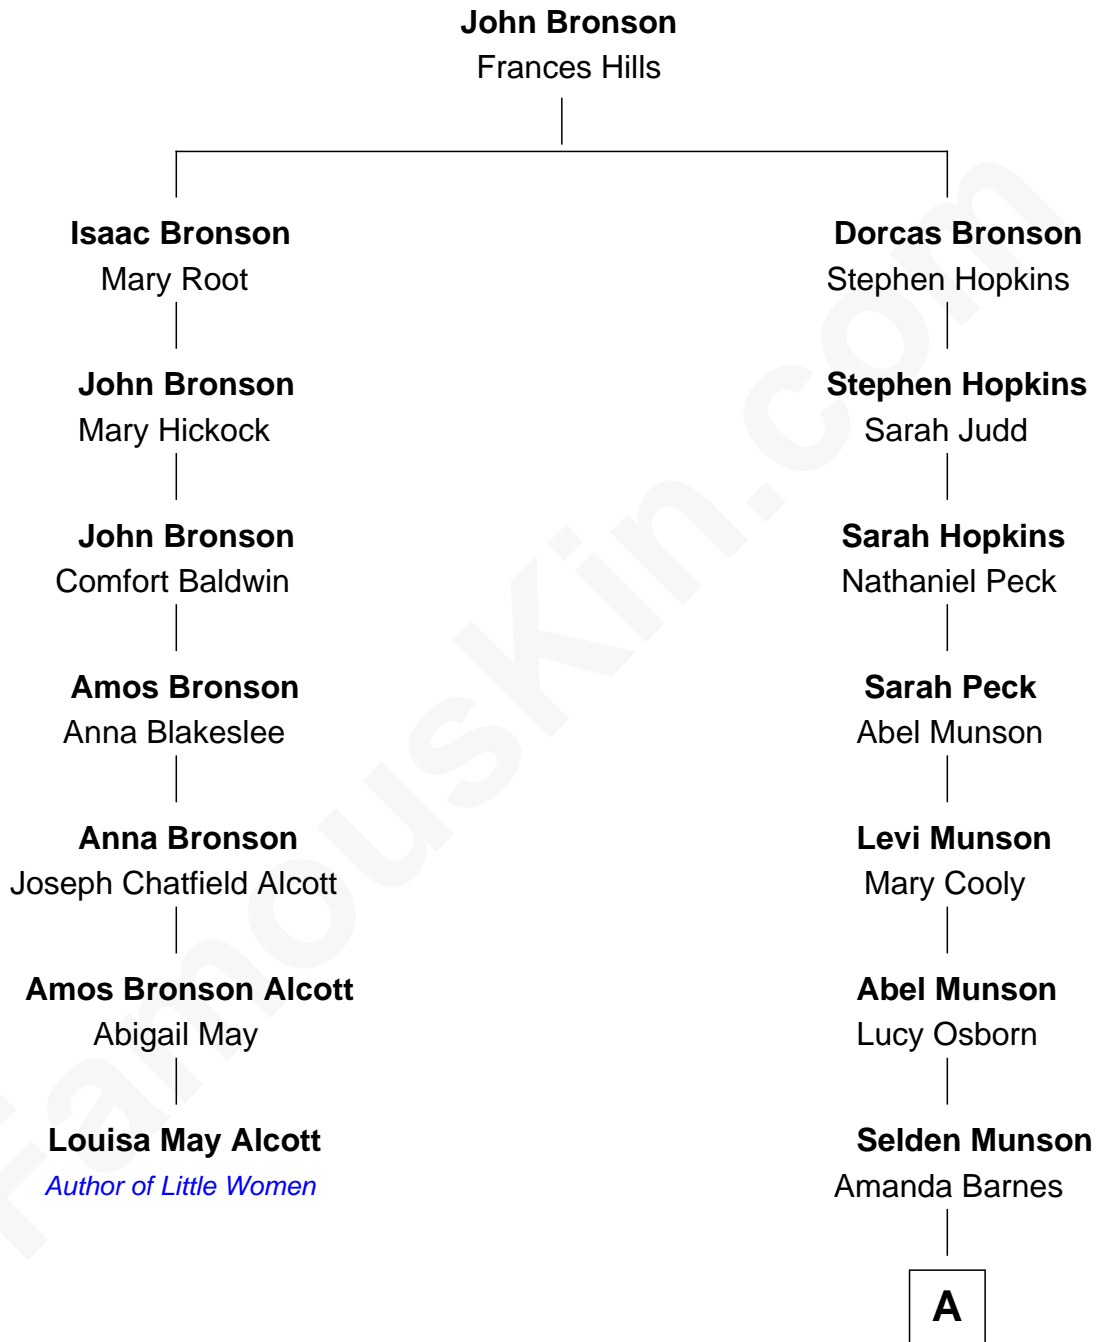 John Bronson
Frances Hills
Isaac Bronson
Mary Root
Dorcas Bronson
Stephen Hopkins
John Bronson
Mary Hickock
Stephen Hopkins
Sarah Judd
John Bronson
Comfort Baldwin
Sarah Hopkins
Nathaniel Peck
Amos Bronson
Anna Blakeslee
Sarah Peck
Abel Munson
Anna Bronson
Joseph Chatfield Alcott
Levi Munson
Mary Cooly
Amos Bronson Alcott
Abigail May
Abel Munson
Lucy Osborn
Louisa May Alcott
Author of Little Women
Selden Munson
Amanda Barnes
A
FamousKin.com